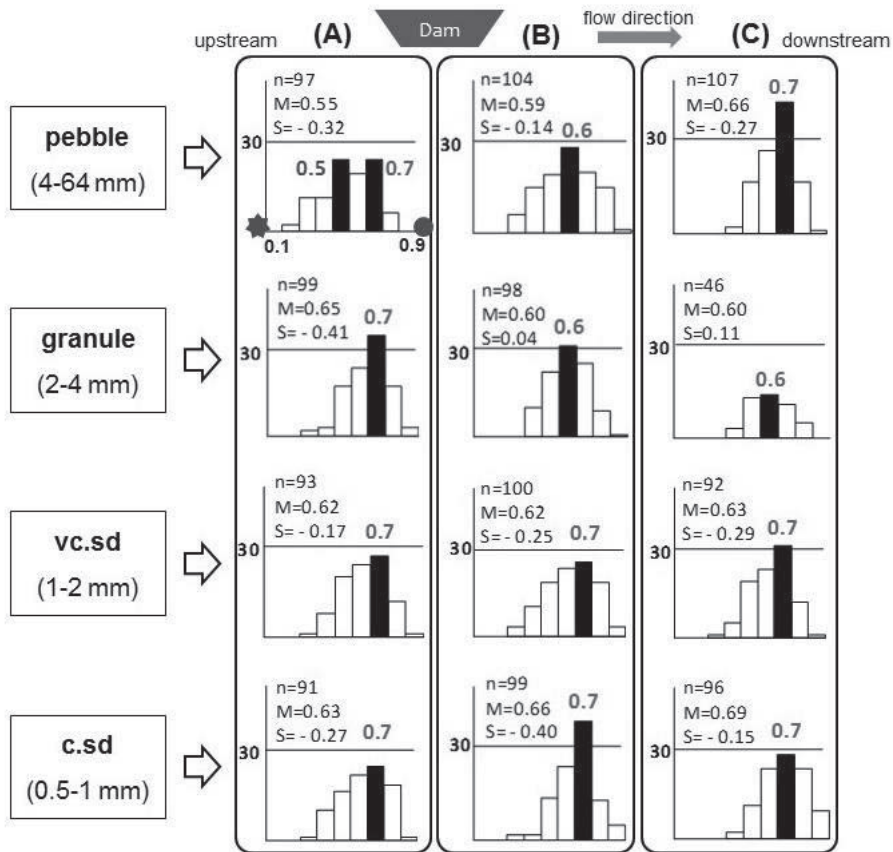 upstream (A) Dam (B) flow direction (C) downstream
pebble
(4-64 mm)
n=97
M=0.55
S= - 0.32
30
0.5
0.7
0.1
0.9
n=104
M=0.59
S= - 0.14
0.6
30
n=107
M=0.66
S= - 0.27
0.7
30
granule
(2-4 mm)
n=99
M=0.65
S= - 0.41
0.7
30
n=98
M=0.60
S=0.04
0.6
30
n=46
M=0.60
S=0.11
30
0.6
vc.sd
(1-2 mm)
n=93
M=0.62
S= - 0.17
0.7
30
n=100
M=0.62
S= - 0.25
0.7
30
n=92
M=0.63
S= - 0.29
0.7
30
c.sd
(0.5-1 mm)
n=91
M=0.63
S= - 0.27
0.7
30
n=99
M=0.66
S= - 0.40
0.7
30
n=96
M=0.69
S= - 0.15
0.7
30